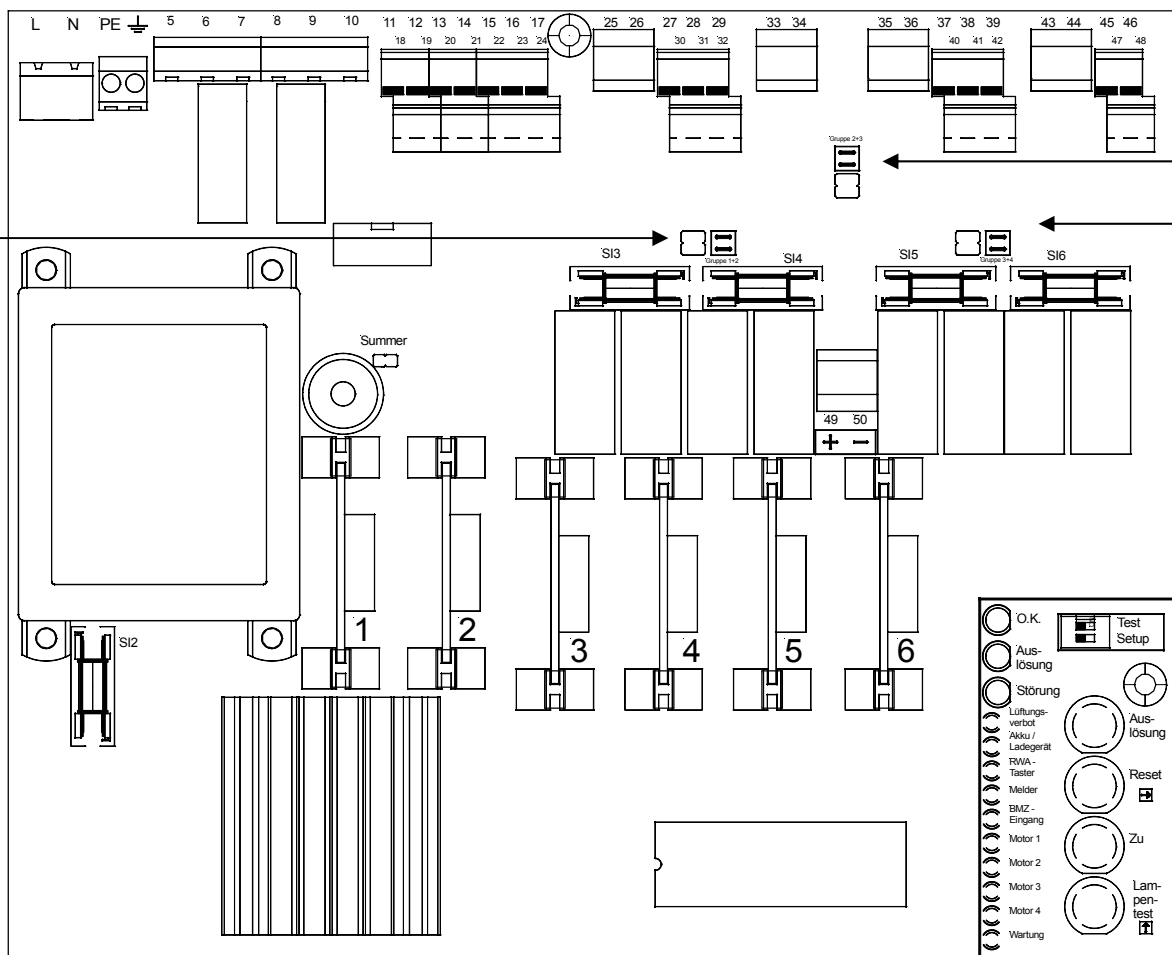 L N PE 5 6 7 8 9 10 11 12 13 14 15 16 17 25 26 27 28 29 33 34 35 36 37 38 39 43 44 45 46
18 19 20 21 22 23 24 30 31 32 40 41 42 47 48
Gruppe 2+3
Gruppe 1+2 Gruppe 3+4
SI3 SI4 SI5 SI6
Summer
49 50
+ −
1 2 3 4 5 6
SI2
O.K.
Test
Setup
Aus-
lösung
Störung
Lüftungs-
verbot
Akku /
Ladegerät
RWA -
Taster
Melder
BMZ -
Eingang
Motor 1
Motor 2
Motor 3
Motor 4
Wartung
Aus-
lösung
Reset
Zu
Lam-
pen-
test